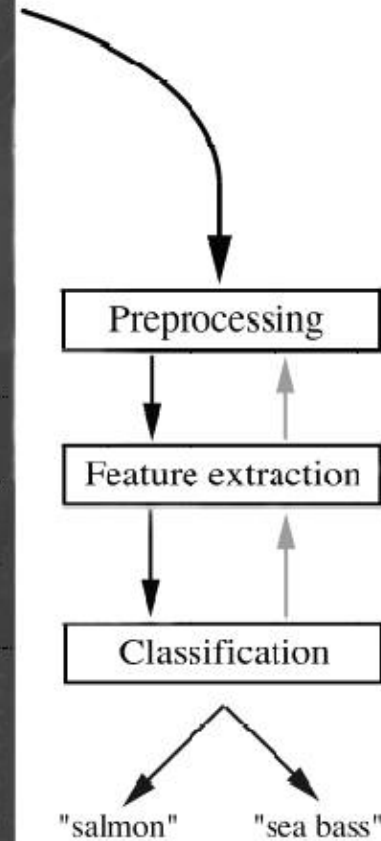 Preprocessing
Feature extraction
Classification
"salmon" "sea bass"